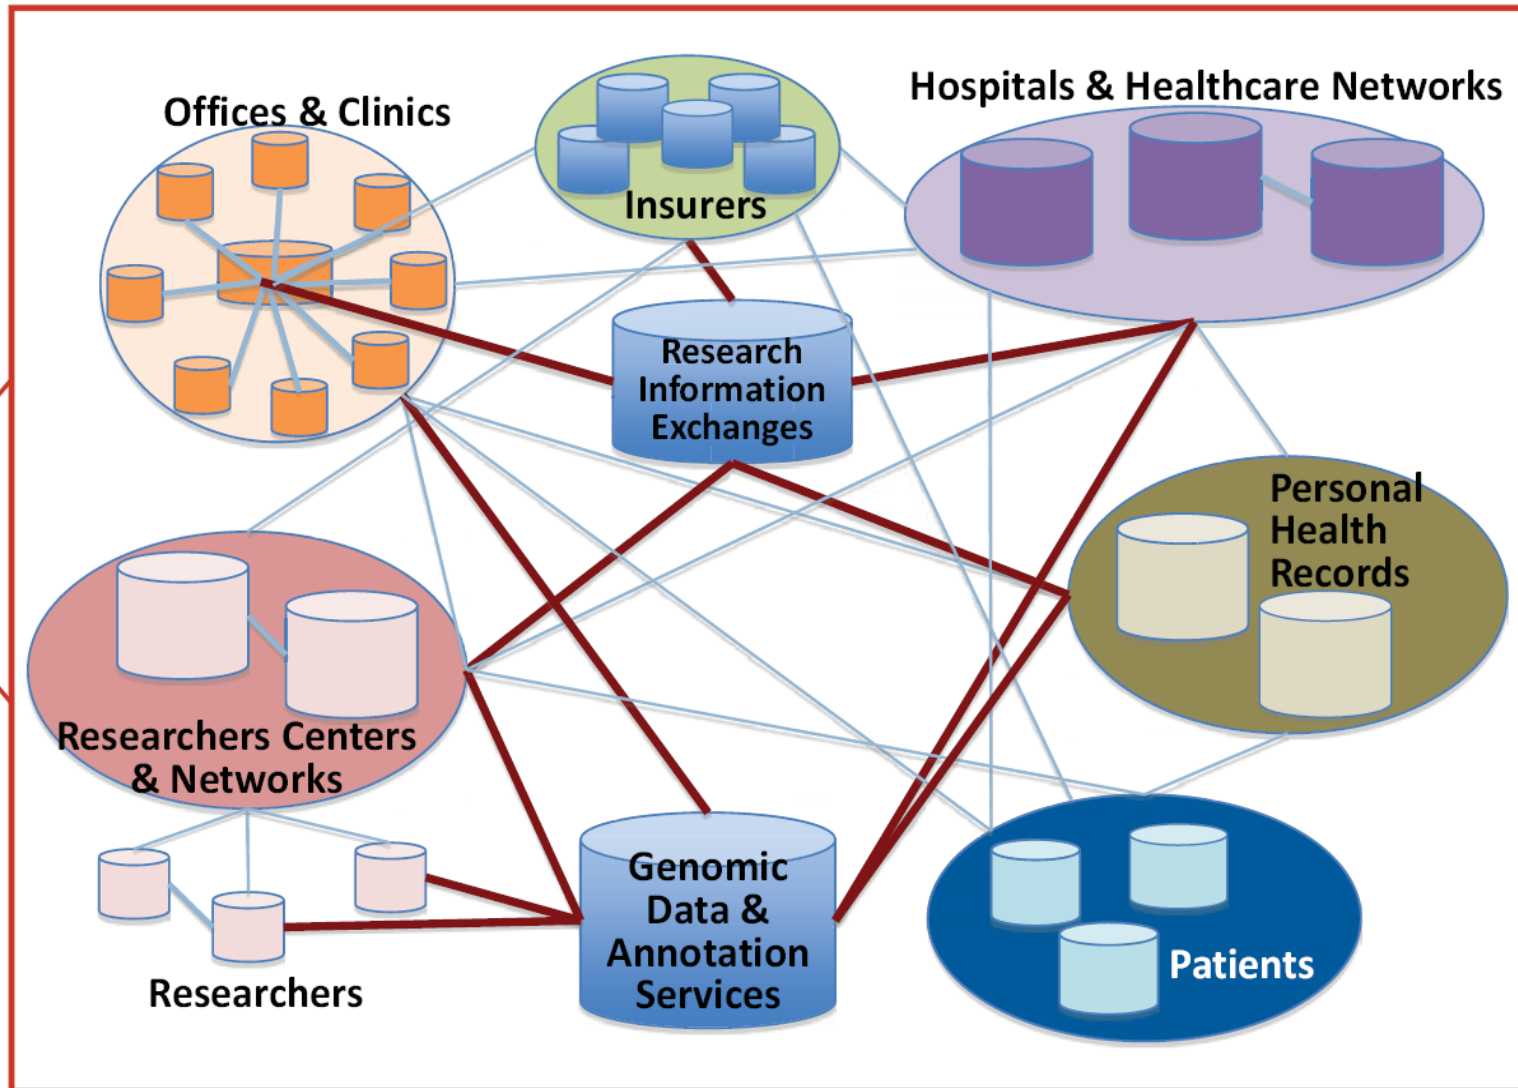 Offices & Clinics
Insurers
Hospitals & Healthcare Networks
Research
Information
Exchanges
Personal
Health
Records
Researchers Centers
& Networks
Researchers
Genomic
Data &
Annotation
Services
Patients